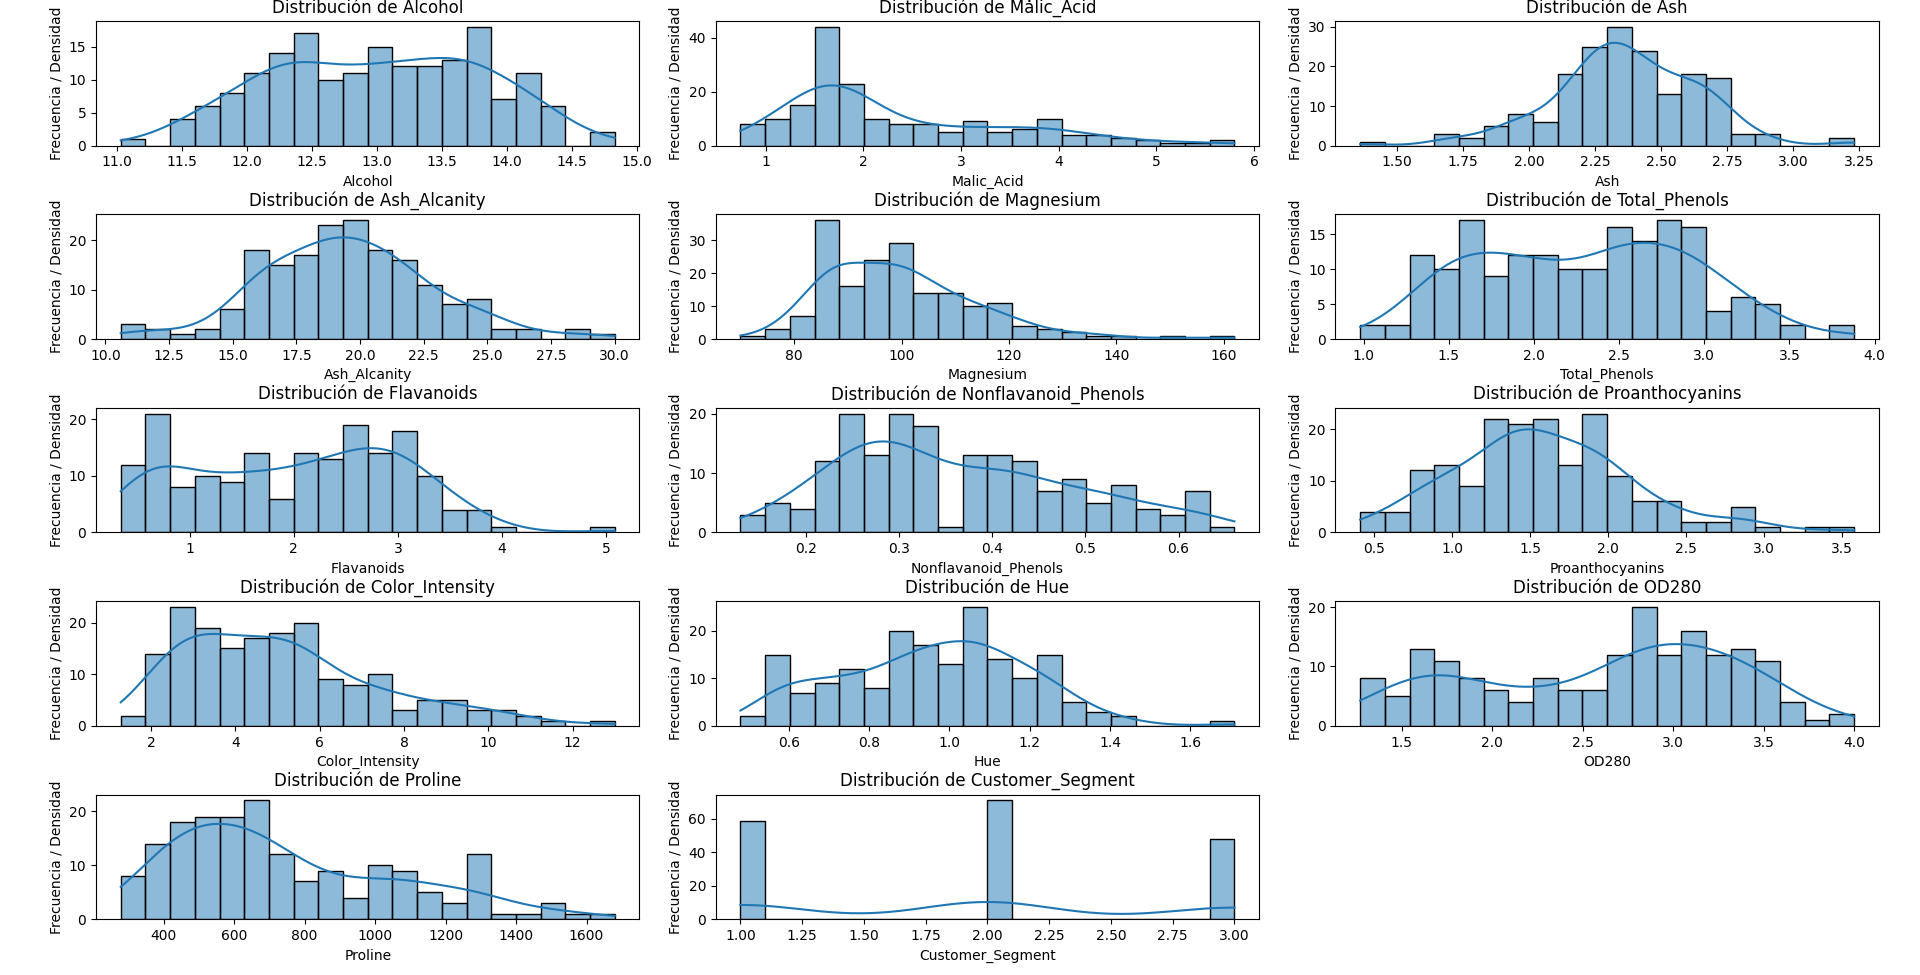 Distribución de Alcohol
Frecuencia / Densidad
0 5 10 15
11.0 11.5 12.0 12.5 13.0 13.5 14.0 14.5 15.0
Alcohol
Distribución de Malic_Acid
Frecuencia / Densidad
0 20 40
1 2 3 4 5 6
Malic_Acid
Distribución de Ash
Frecuencia / Densidad
0 10 20 30
1.50 1.75 2.00 2.25 2.50 2.75 3.00 3.25
Ash
Distribución de Ash_Alcanity
Frecuencia / Densidad
0 10 20
10.0 12.5 15.0 17.5 20.0 22.5 25.0 27.5 30.0
Ash_Alcanity
Distribución de Magnesium
Frecuencia / Densidad
0 10 20 30
80 100 120 140 160
Magnesium
Distribución de Total_Phenols
Frecuencia / Densidad
0 5 10 15
1.0 1.5 2.0 2.5 3.0 3.5 4.0
Total_Phenols
Distribución de Flavanoids
Frecuencia / Densidad
0 10 20
1 2 3 4 5
Flavanoids
Distribución de Nonflavanoid_Phenols
Frecuencia / Densidad
0 10 20
0.2 0.3 0.4 0.5 0.6
Nonflavanoid_Phenols
Distribución de Proanthocyanins
Frecuencia / Densidad
0 10 20
0.5 1.0 1.5 2.0 2.5 3.0 3.5
Proanthocyanins
Distribución de Color_Intensity
Frecuencia / Densidad
0 10 20
2 4 6 8 10 12
Color_Intensity
Distribución de Hue
Frecuencia / Densidad
0 10 20
0.6 0.8 1.0 1.2 1.4 1.6
Hue
Distribución de OD280
Frecuencia / Densidad
0 10 20
1.5 2.0 2.5 3.0 3.5 4.0
OD280
Distribución de Proline
Frecuencia / Densidad
0 10 20
400 600 800 1000 1200 1400 1600
Proline
Distribución de Customer_Segment
Frecuencia / Densidad
0 20 40 60
1.00 1.25 1.50 1.75 2.00 2.25 2.50 2.75 3.00
Customer_Segment